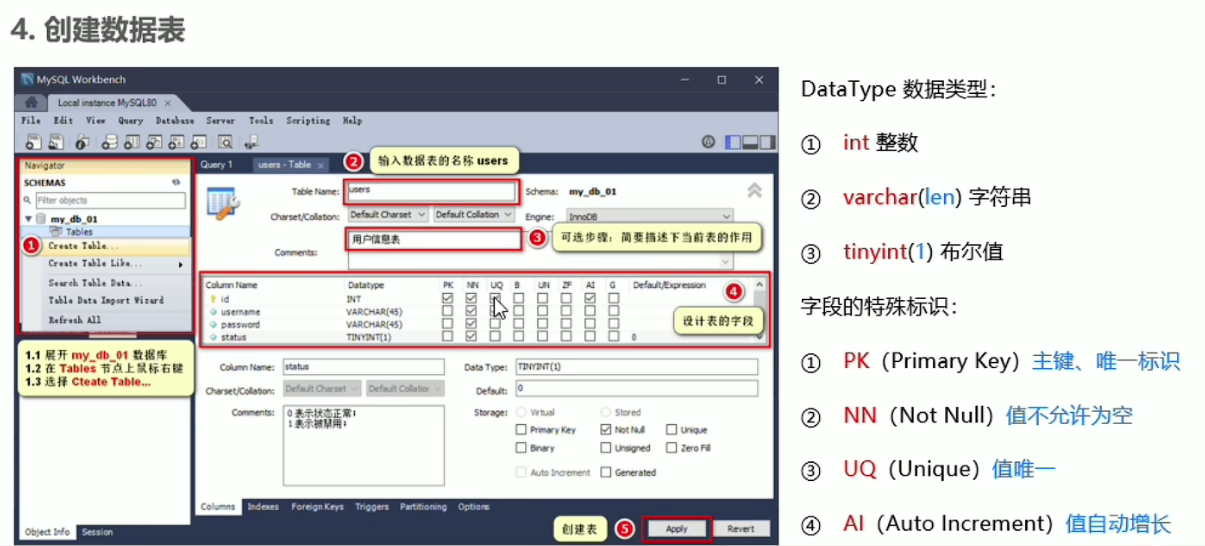 4. 创建数据表
MySQL Workbench
Local instance MySQL80 ×
File Edit View Query Database Server Tools Scripting Help
Navigator
SCHEMAS
Filter objects
my_db_01
Tables
1 Create Table...
Create Table Like...
Search Table Data...
Table Data Import Wizard
Refresh All
1.1 展开 my_db_01 数据库
1.2 在 Tables 节点上鼠标右键
1.3 选择 Cteate Table...
Object Info Session
Query 1 users - Table ×
2 输入数据表的名称 users
Table Name: users Schema: my_db_01
Charset/Collation: Default Charset Default Collation Engine: InnoDB
Comments: 用户信息表
3 可选步骤：简要描述下当前表的作用
Column Name Datatype PK NN UQ B UN ZF AI G Default/Expression
id INT
username VARCHAR(45)
password VARCHAR(45)
status TINYINT(1) 0
4 设计表的字段
Column Name: status Data Type: TINYINT(1)
Charset/Collation: Default Charset Default Collation Default: 0
Comments: 0 表示状态正常；
1 表示被禁用；
Storage: Virtual Stored
Primary Key Not Null Unique
Binary Unsigned Zero Fill
Auto Increment Generated
Columns Indexes Foreign Keys Triggers Partitioning Options
创建表 5 Apply Revert
DataType 数据类型：
① int 整数
② varchar(len) 字符串
③ tinyint(1) 布尔值
字段的特殊标识：
① PK（Primary Key）主键、唯一标识
② NN（Not Null）值不允许为空
③ UQ（Unique）值唯一
④ AI（Auto Increment）值自动增长